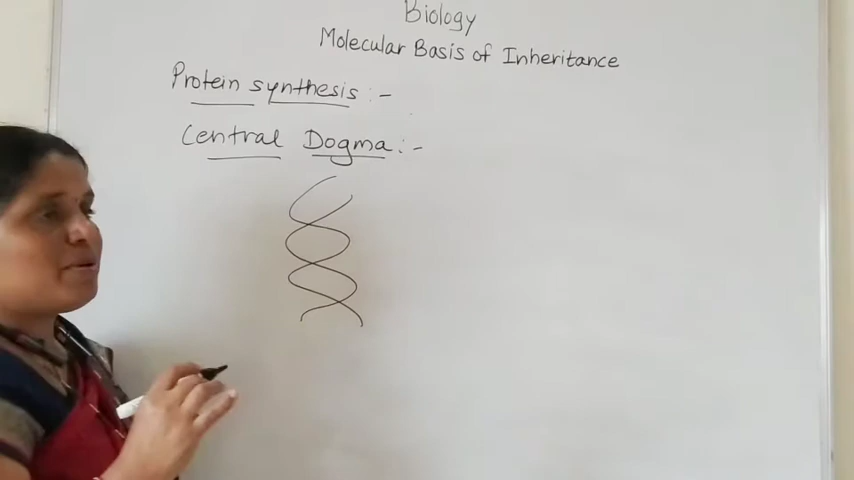 Biology
Molecular Basis of Inheritance
Protein synthesis :-
Central Dogma :-